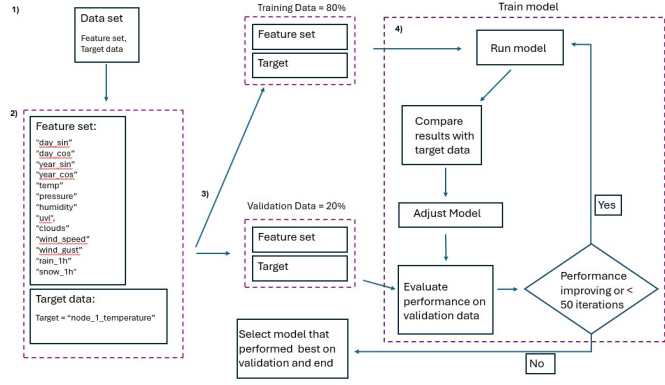 1)
Data set
Feature set,
Target data
2)
Feature set:
"day_sin"
"day_cos"
"year_sin"
"year_cos"
"temp"
"pressure"
"humidity"
"uvi",
"clouds"
"wind_speed"
"wind_gust"
"rain_1h"
"snow_1h"
Target data:
Target = "node_1_temperature"
3)
Training Data = 80%
Feature set
Target
Validation Data = 20%
Feature set
Target
Train model
4)
Run model
Compare
results with
target data
Adjust Model
Evaluate
performance on
validation data
Performance
improving or <
50 iterations
Yes
No
Select model that
performed best on
validation and end